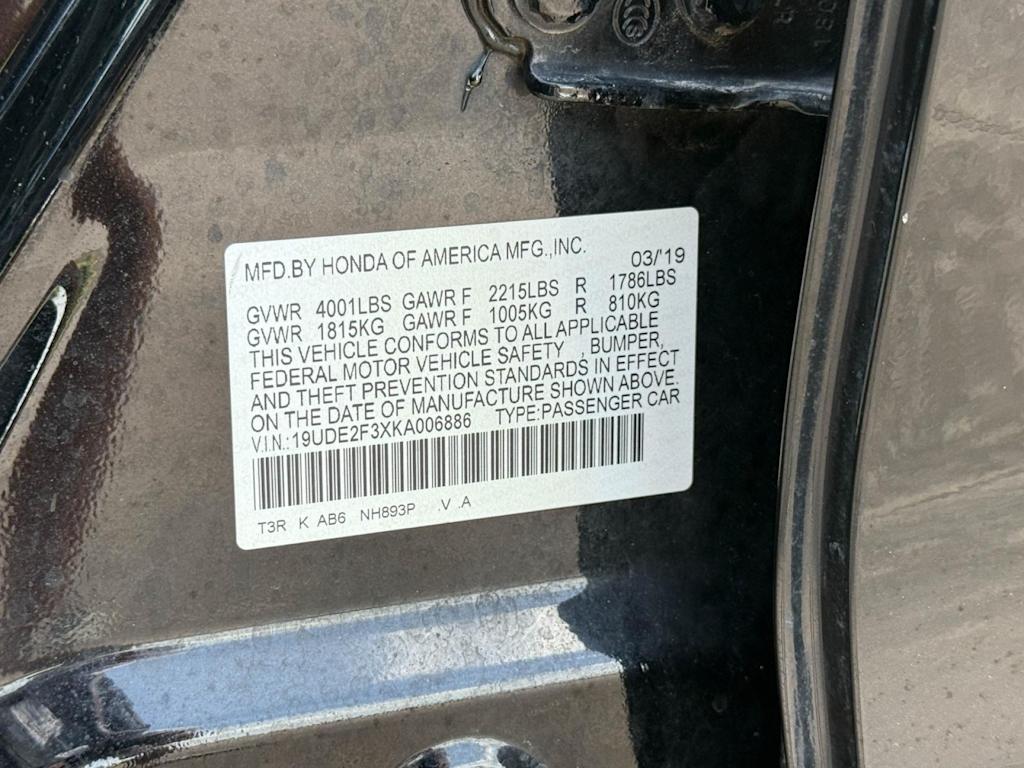 MFD.BY HONDA OF AMERICA MFG.,INC. 03/'19
GVWR 4001LBS GAWR F 2215LBS R 1786LBS
GVWR 1815KG GAWR F 1005KG R 810KG
THIS VEHICLE CONFORMS TO ALL APPLICABLE
FEDERAL MOTOR VEHICLE SAFETY , BUMPER,
AND THEFT PREVENTION STANDARDS IN EFFECT
ON THE DATE OF MANUFACTURE SHOWN ABOVE.
V.I.N.:19UDE2F3XKA006886 TYPE:PASSENGER CAR
T3R K AB6 NH893P .V .A